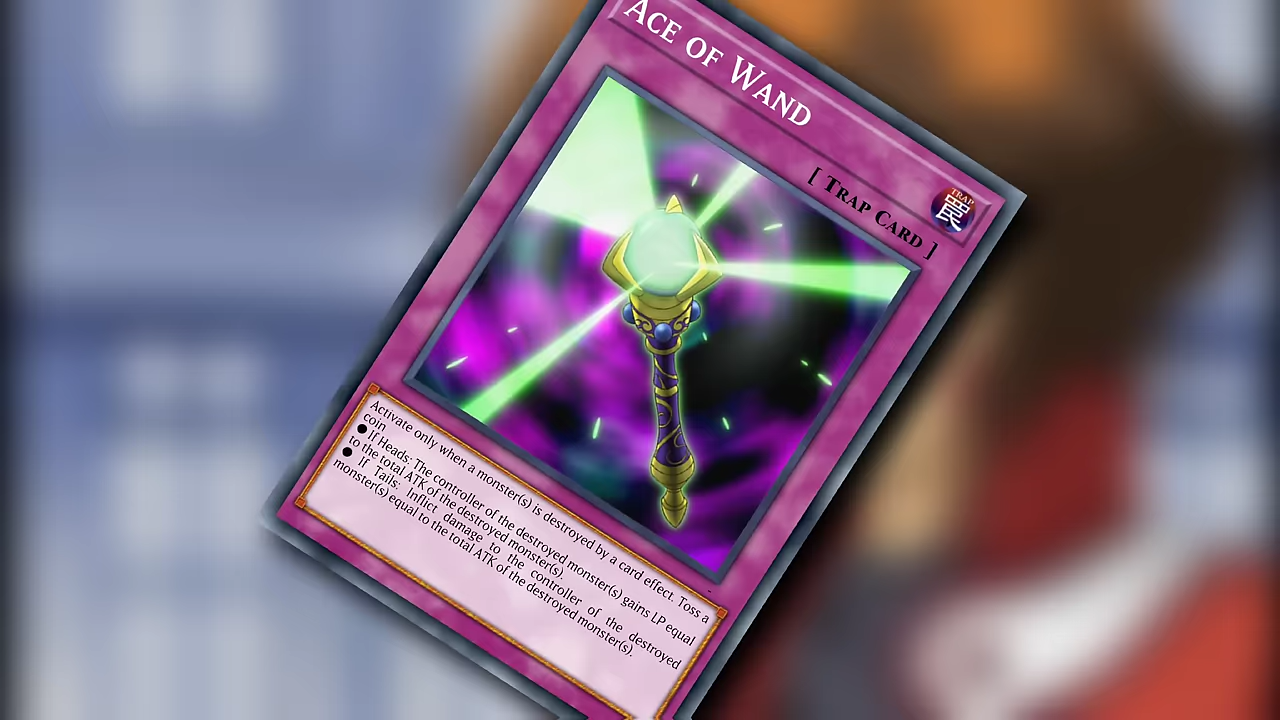 ACE OF WAND
TRAP
罠
[ TRAP CARD ]
Activate only when a monster(s) is destroyed by a card effect. Toss a
coin
● If Heads: The controller of the destroyed monster(s) gains LP equal
to the total ATK of the destroyed monster(s).
● If Tails: Inflict damage to the controller of the destroyed
monster(s) equal to the total ATK of the destroyed monster(s).